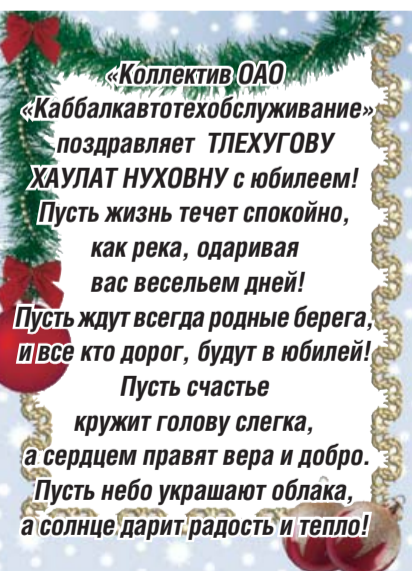 «Коллектив ОАО
«Каббалкавтотехобслуживание»
поздравляет ТЛЕХУГОВУ
ХАУЛАТ НУХОВНУ с юбилеем!
Пусть жизнь течет спокойно,
как река, одаривая
вас весельем дней!
Пусть ждут всегда родные берега,
и все кто дорог, будут в юбилей!
Пусть счастье
кружит голову слегка,
а сердцем правят вера и добро.
Пусть небо украшают облака,
а солнце дарит радость и тепло!